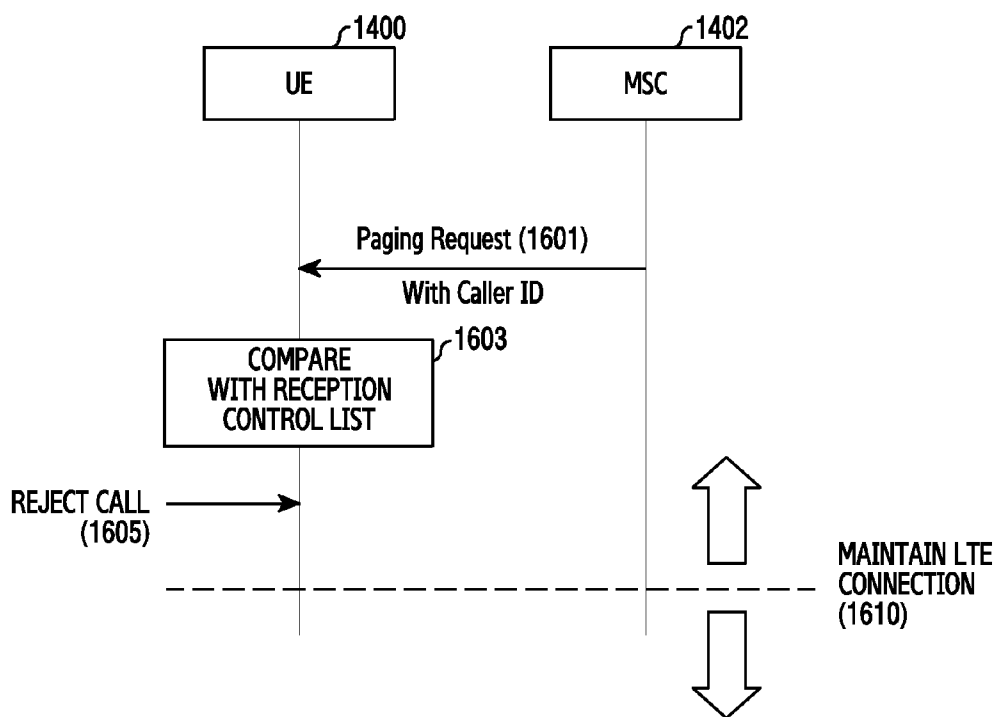 1400
1402
UE
MSC
Paging Request (1601)
With Caller ID
1603
COMPARE
WITH RECEPTION
CONTROL LIST
REJECT CALL
(1605)
MAINTAIN LTE
CONNECTION
(1610)